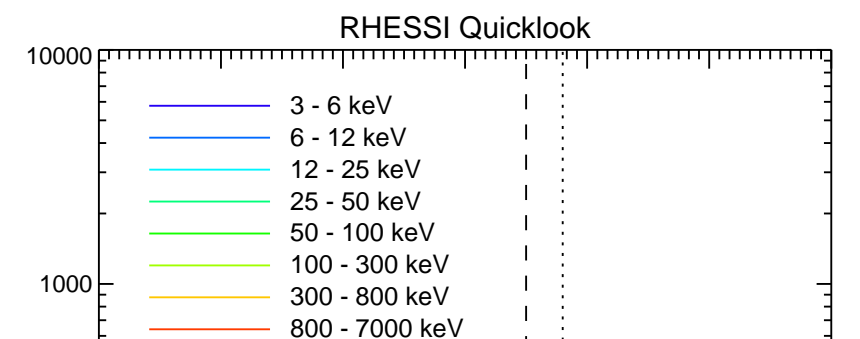 RHESSI Quicklook
10000
3 - 6 keV
6 - 12 keV
12 - 25 keV
25 - 50 keV
50 - 100 keV
100 - 300 keV
1000
300 - 800 keV
800 - 7000 keV